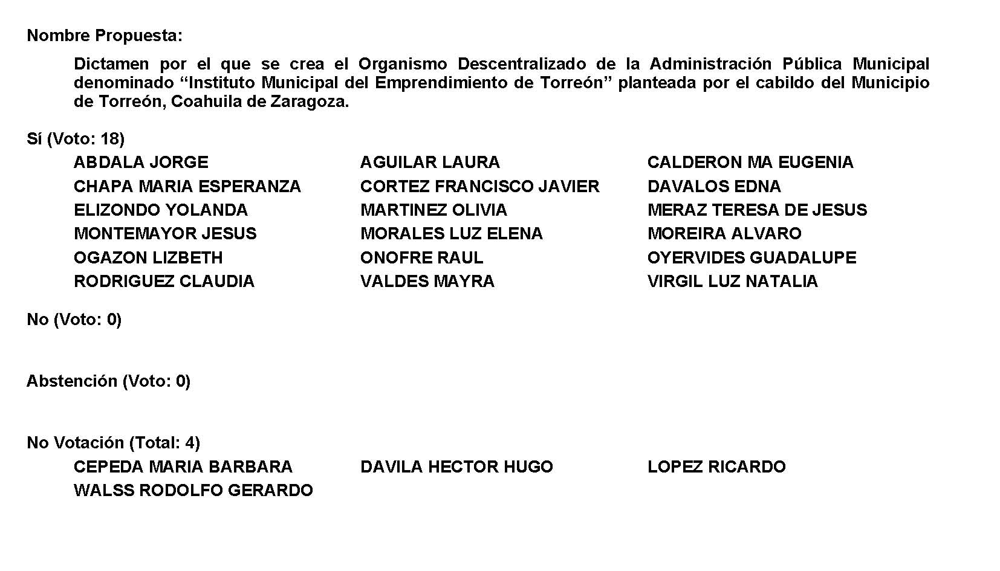 Nombre Propuesta:
Dictamen por el que se crea el Organismo Descentralizado de la Administración Pública Municipal
denominado “Instituto Municipal del Emprendimiento de Torreón” planteada por el cabildo del Municipio
de Torreón, Coahuila de Zaragoza.
Sí (Voto: 18)
ABDALA JORGE AGUILAR LAURA CALDERON MA EUGENIA
CHAPA MARIA ESPERANZA CORTEZ FRANCISCO JAVIER DAVALOS EDNA
ELIZONDO YOLANDA MARTINEZ OLIVIA MERAZ TERESA DE JESUS
MONTEMAYOR JESUS MORALES LUZ ELENA MOREIRA ALVARO
OGAZON LIZBETH ONOFRE RAUL OYERVIDES GUADALUPE
RODRIGUEZ CLAUDIA VALDES MAYRA VIRGIL LUZ NATALIA
No (Voto: 0)
Abstención (Voto: 0)
No Votación (Total: 4)
CEPEDA MARIA BARBARA DAVILA HECTOR HUGO LOPEZ RICARDO
WALSS RODOLFO GERARDO